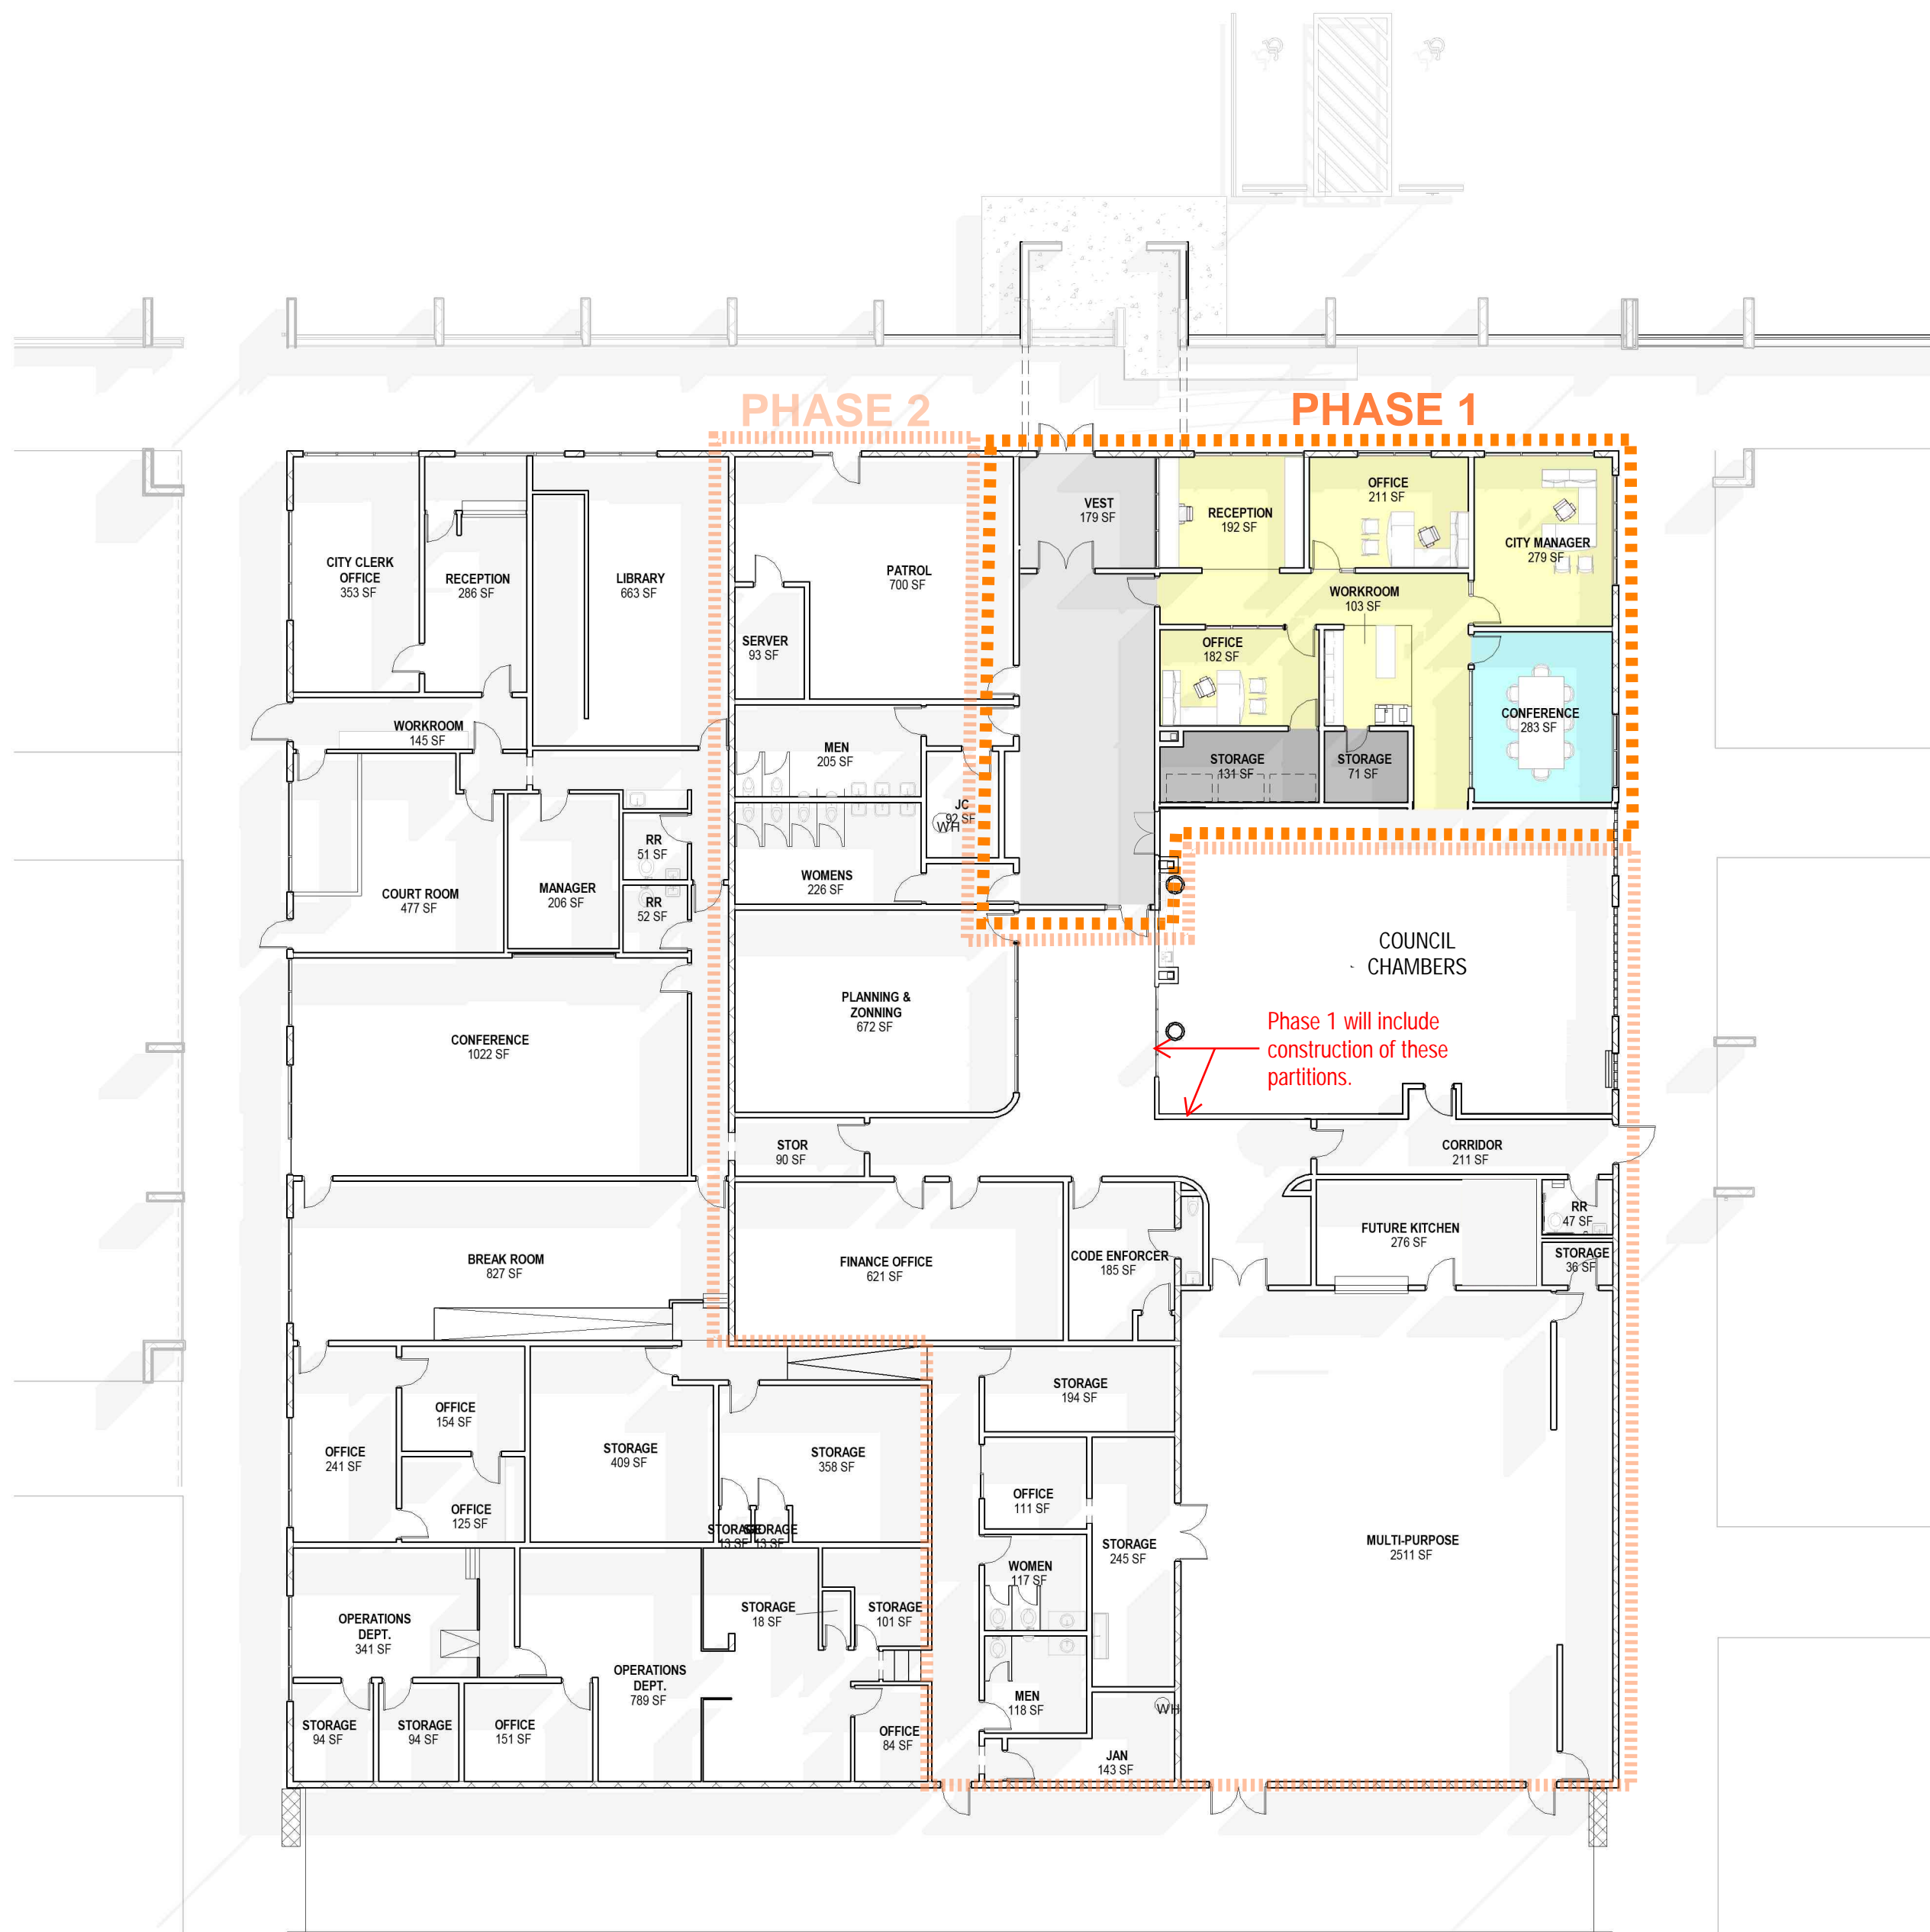 PHASE 2
PHASE 1
VEST
179 SF
RECEPTION
192 SF
OFFICE
211 SF
CITY MANAGER
279 SF
CITY CLERK
OFFICE
353 SF
RECEPTION
286 SF
LIBRARY
663 SF
PATROL
700 SF
SERVER
93 SF
WORKROOM
103 SF
OFFICE
182 SF
CONFERENCE
283 SF
WORKROOM
145 SF
MEN
205 SF
STORAGE
131 SF
STORAGE
71 SF
JC
92 SF
WH
RR
51 SF
COURT ROOM
477 SF
MANAGER
206 SF
RR
52 SF
WOMENS
226 SF
COUNCIL
CHAMBERS
PLANNING &
ZONNING
672 SF
Phase 1 will include
construction of these
partitions.
CONFERENCE
1022 SF
STOR
90 SF
CORRIDOR
211 SF
RR
47 SF
FUTURE KITCHEN
276 SF
STORAGE
36 SF
BREAK ROOM
827 SF
FINANCE OFFICE
621 SF
CODE ENFORCER
185 SF
STORAGE
194 SF
OFFICE
154 SF
OFFICE
241 SF
STORAGE
409 SF
STORAGE
358 SF
OFFICE
125 SF
OFFICE
111 SF
STORAGE
13 SF
STORAGE
13 SF
STORAGE
245 SF
MULTI-PURPOSE
2511 SF
WOMEN
117 SF
OPERATIONS
DEPT.
341 SF
STORAGE
18 SF
STORAGE
101 SF
OPERATIONS
DEPT.
789 SF
MEN
118 SF
WH
STORAGE
94 SF
STORAGE
94 SF
OFFICE
151 SF
OFFICE
84 SF
JAN
143 SF